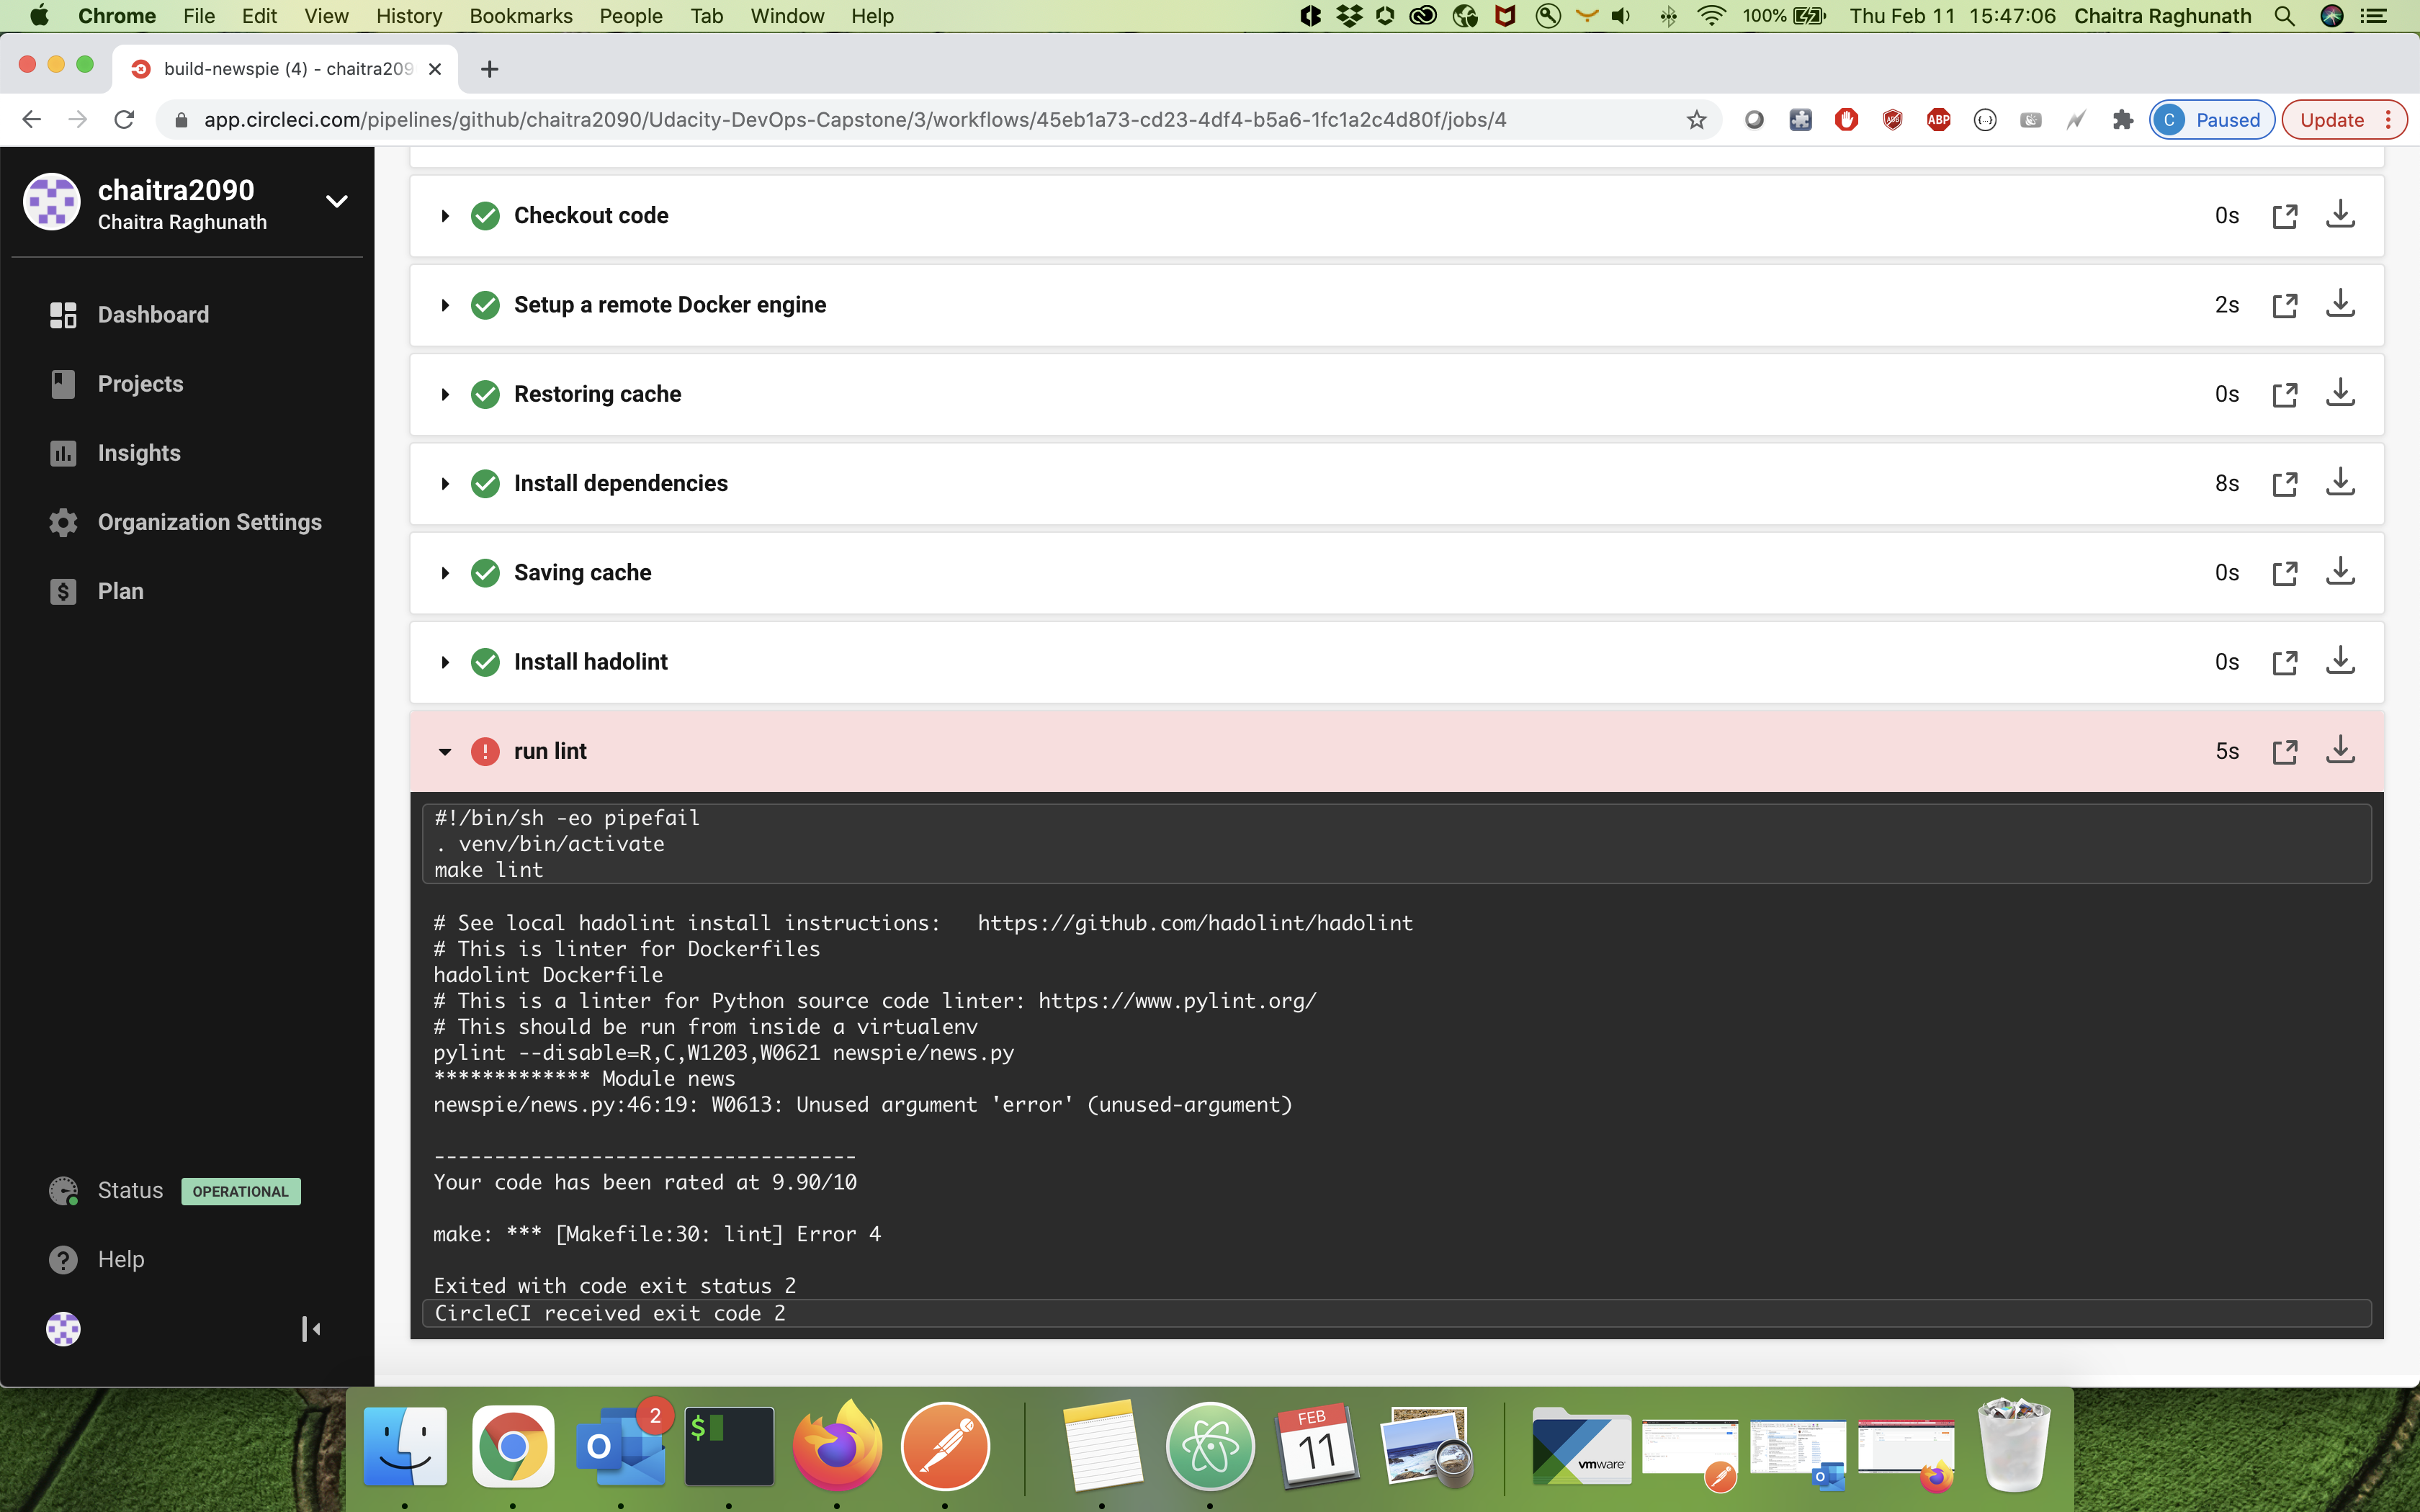 Chrome File Edit View History Bookmarks People Tab Window Help 100% Thu Feb 11 15:47:06 Chaitra Raghunath
build-newspie (4) - chaitra209
app.circleci.com/pipelines/github/chaitra2090/Udacity-DevOps-Capstone/3/workflows/45eb1a73-cd23-4df4-b5a6-1fc1a2c4d80f/jobs/4 ABP C Paused Update
chaitra2090
Chaitra Raghunath
Dashboard
Projects
Insights
Organization Settings
Plan
Status OPERATIONAL
Help
Checkout code 0s
Setup a remote Docker engine 2s
Restoring cache 0s
Install dependencies 8s
Saving cache 0s
Install hadolint 0s
run lint 5s
#!/bin/sh -eo pipefail
. venv/bin/activate
make lint
# See local hadolint install instructions:   https://github.com/hadolint/hadolint
# This is linter for Dockerfiles
hadolint Dockerfile
# This is a linter for Python source code linter: https://www.pylint.org/
# This should be run from inside a virtualenv
pylint --disable=R,C,W1203,W0621 newspie/news.py
************* Module news
newspie/news.py:46:19: W0613: Unused argument 'error' (unused-argument)
-----------------------------------
Your code has been rated at 9.90/10
make: *** [Makefile:30: lint] Error 4
Exited with code exit status 2
CircleCI received exit code 2
2
$
FEB
11
vmware